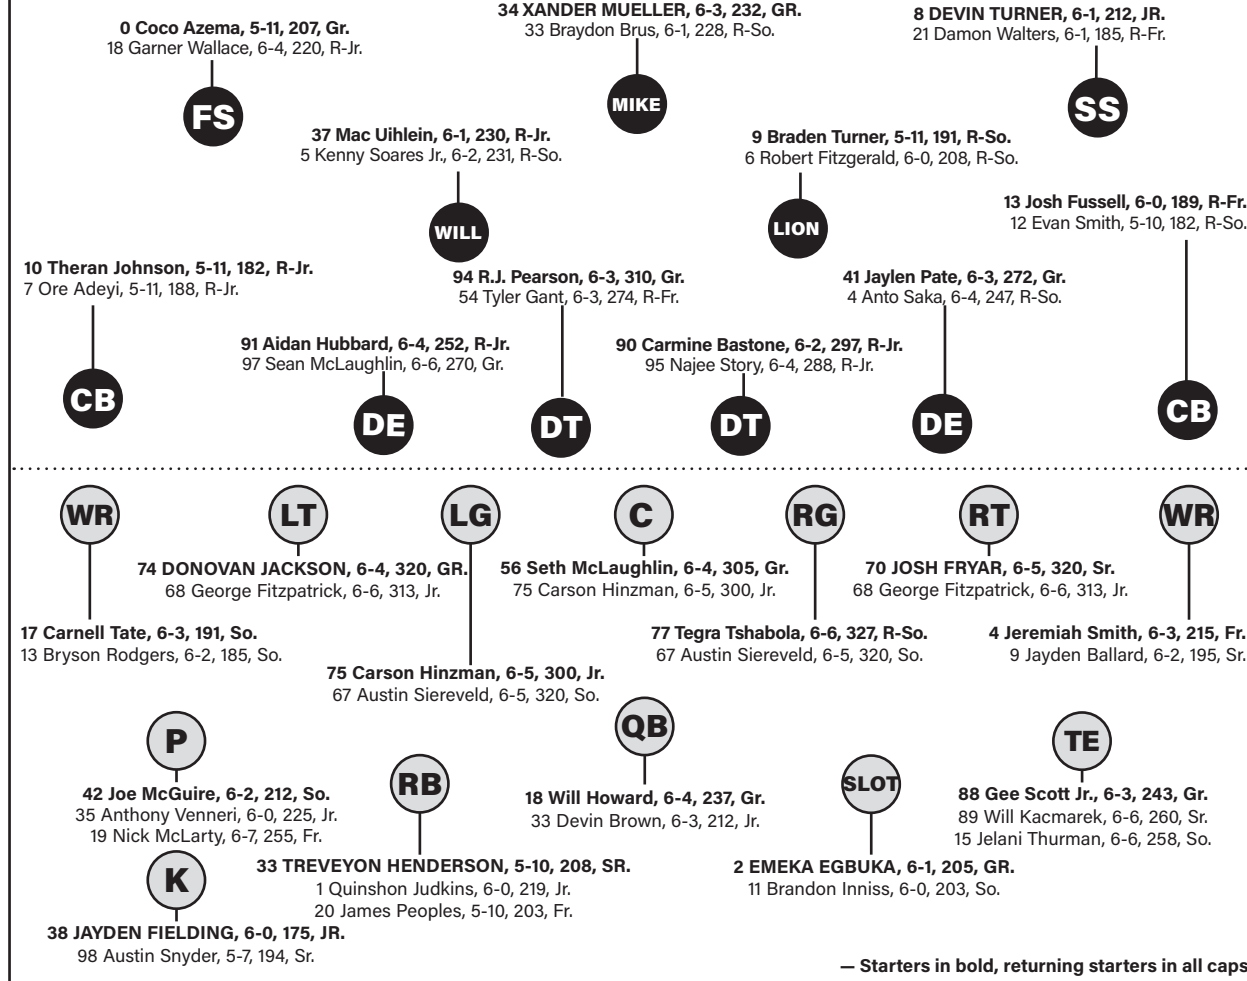 34 XANDER MUELLER, 6-3, 232, GR.
33 Braydon Brus, 6-1, 228, R-So.
8 DEVIN TURNER, 6-1, 212, JR.
21 Damon Walters, 6-1, 185, R-Fr.
0 Coco Azema, 5-11, 207, Gr.
18 Garner Wallace, 6-4, 220, R-Jr.
FS
MIKE
SS
37 Mac Uihlein, 6-1, 230, R-Jr.
5 Kenny Soares Jr., 6-2, 231, R-So.
9 Braden Turner, 5-11, 191, R-So.
6 Robert Fitzgerald, 6-0, 208, R-So.
WILL
LION
13 Josh Fussell, 6-0, 189, R-Fr.
12 Evan Smith, 5-10, 182, R-So.
10 Theran Johnson, 5-11, 182, R-Jr.
7 Ore Adeyi, 5-11, 188, R-Jr.
94 R.J. Pearson, 6-3, 310, Gr.
54 Tyler Gant, 6-3, 274, R-Fr.
41 Jaylen Pate, 6-3, 272, Gr.
4 Anto Saka, 6-4, 247, R-So.
91 Aidan Hubbard, 6-4, 252, R-Jr.
97 Sean McLaughlin, 6-6, 270, Gr.
90 Carmine Bastone, 6-2, 297, R-Jr.
95 Najee Story, 6-4, 288, R-Jr.
CB
DE
DT
DT
DE
CB
WR
LT
LG
C
RG
RT
WR
74 DONOVAN JACKSON, 6-4, 320, GR.
68 George Fitzpatrick, 6-6, 313, Jr.
56 Seth McLaughlin, 6-4, 305, Gr.
75 Carson Hinzman, 6-5, 300, Jr.
70 JOSH FRYAR, 6-5, 320, Sr.
68 George Fitzpatrick, 6-6, 313, Jr.
17 Carnell Tate, 6-3, 191, So.
13 Bryson Rodgers, 6-2, 185, So.
77 Tegra Tshabola, 6-6, 327, R-So.
67 Austin Siereveld, 6-5, 320, So.
4 Jeremiah Smith, 6-3, 215, Fr.
9 Jayden Ballard, 6-2, 195, Sr.
75 Carson Hinzman, 6-5, 300, Jr.
67 Austin Siereveld, 6-5, 320, So.
P
QB
TE
RB
SLOT
42 Joe McGuire, 6-2, 212, So.
35 Anthony Venneri, 6-0, 225, Jr.
19 Nick McLarty, 6-7, 255, Fr.
18 Will Howard, 6-4, 237, Gr.
33 Devin Brown, 6-3, 212, Jr.
88 Gee Scott Jr., 6-3, 243, Gr.
89 Will Kacmarek, 6-6, 260, Sr.
15 Jelani Thurman, 6-6, 258, So.
K
33 TREVEYON HENDERSON, 5-10, 208, SR.
1 Quinshon Judkins, 6-0, 219, Jr.
20 James Peoples, 5-10, 203, Fr.
2 EMEKA EGBUKA, 6-1, 205, GR.
11 Brandon Inniss, 6-0, 203, So.
38 JAYDEN FIELDING, 6-0, 175, JR.
98 Austin Snyder, 5-7, 194, Sr.
— Starters in bold, returning starters in all caps